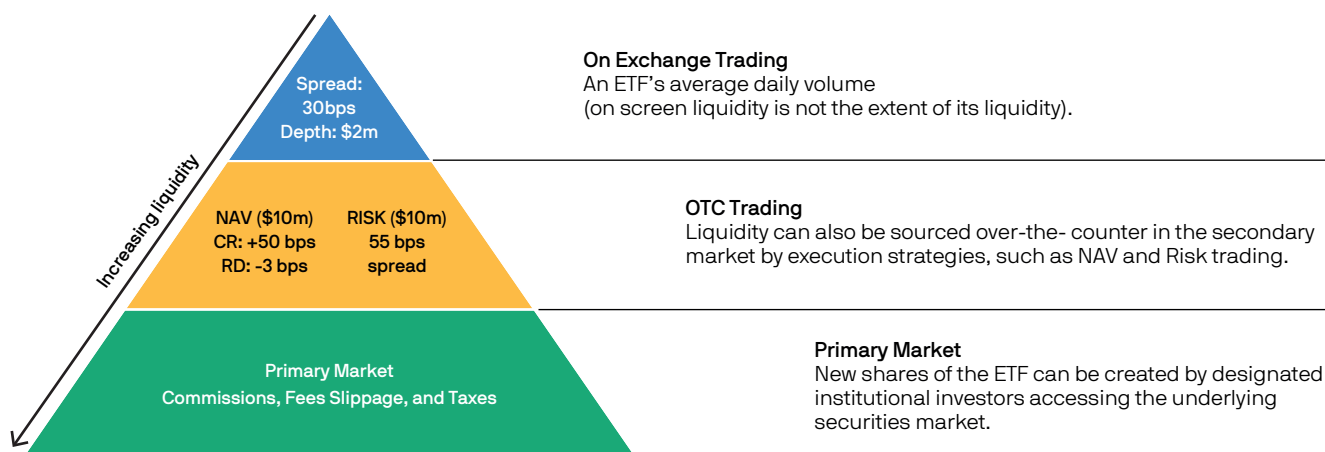 Increasing liquidity
Spread:
30bps
Depth: $2m
On Exchange Trading
An ETF's average daily volume
(on screen liquidity is not the extent of its liquidity).
NAV ($10m) RISK ($10m)
CR: +50 bps 55 bps
RD: -3 bps spread
OTC Trading
Liquidity can also be sourced over-the- counter in the secondary
market by execution strategies, such as NAV and Risk trading.
Primary Market
Commissions, Fees Slippage, and Taxes
Primary Market
New shares of the ETF can be created by designated
institutional investors accessing the underlying
securities market.